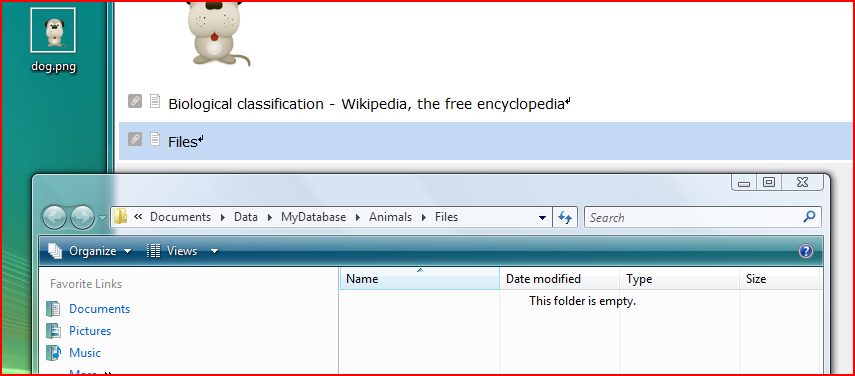 dog.png
Biological classification - Wikipedia, the free encyclopedia
Files
« Documents Data MyDatabase Animals Files Search
Organize Views ?
Favorite Links
Name Date modified Type Size
This folder is empty.
Documents
Pictures
Music
More »